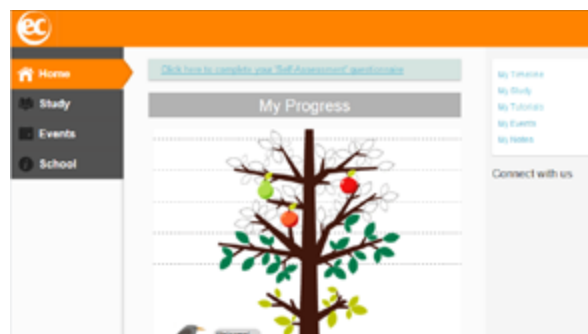 ec
Home
Study
Events
School
Click here to complete your 'Self-Assessment' questionnaire
My Progress
My Timeline
My Study
My Tutorials
My Events
My Notes
Connect with us